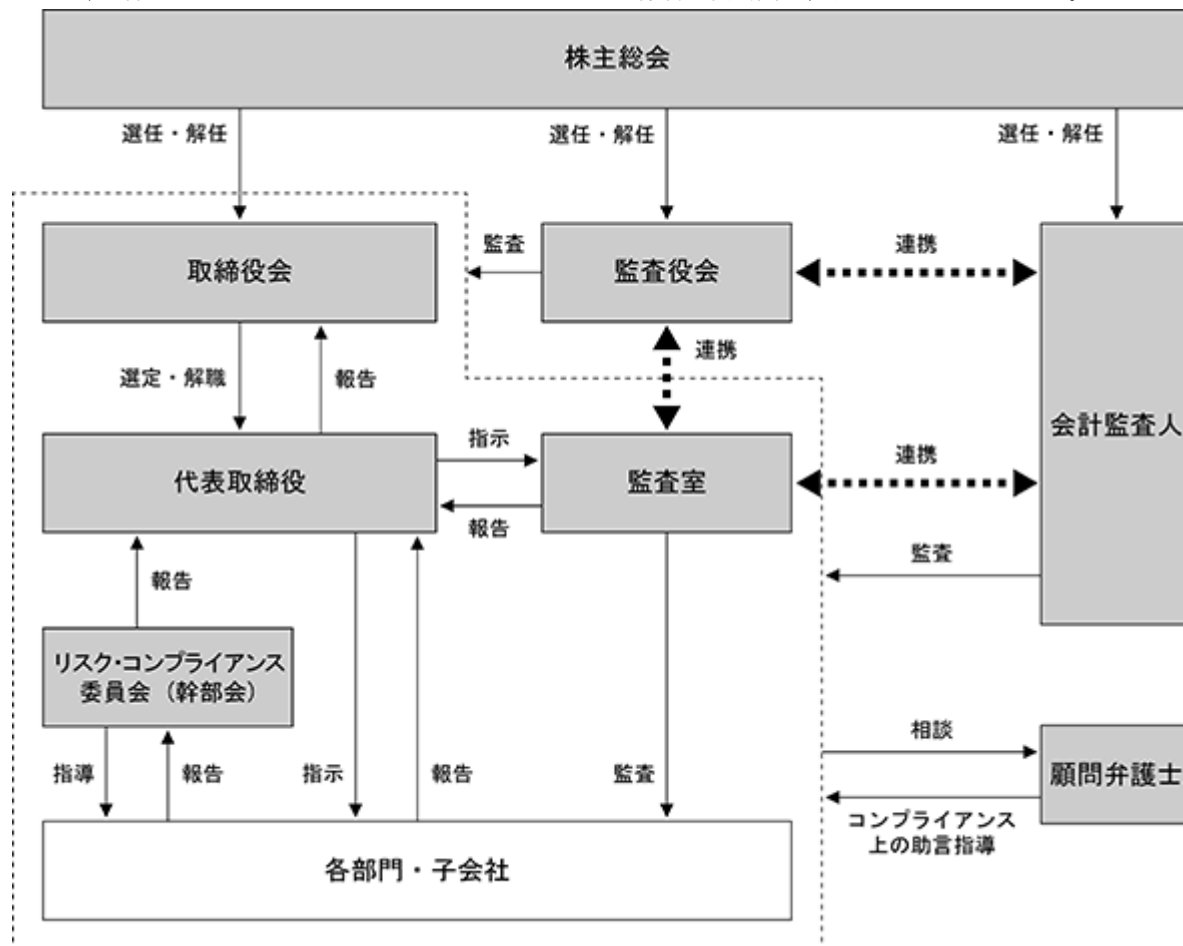 株主総会
選任・解任
選任・解任
選任・解任
取締役会
監査
監査役会
連携
会計監査人
選定・解職
報告
連携
代表取締役
指示
報告
監査室
連携
監査
報告
リスク・コンプライアンス
委員会（幹部会）
指導
報告
指示
報告
監査
相談
顧問弁護士
コンプライアンス
上の助言指導
各部門・子会社